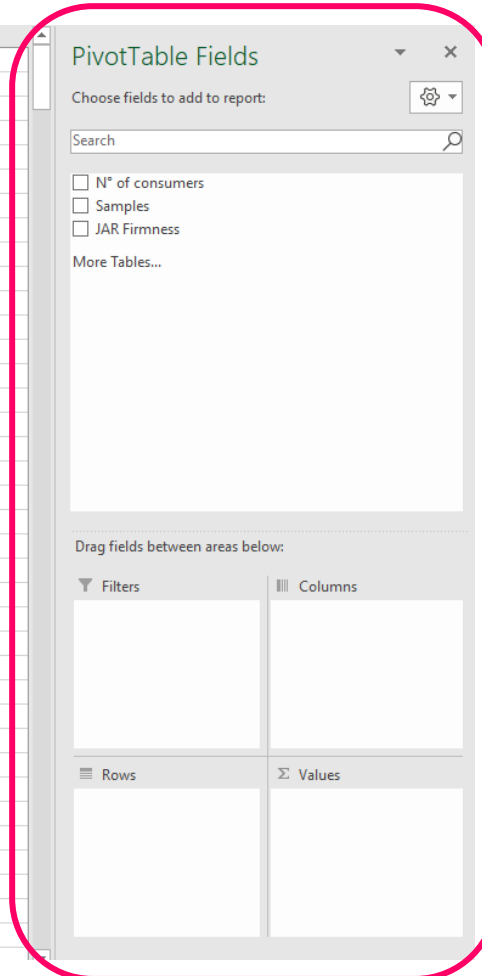 PivotTable Fields
Choose fields to add to report:
Search
N° of consumers
Samples
JAR Firmness
More Tables...
Drag fields between areas below:
Filters
Columns
Rows
Σ Values